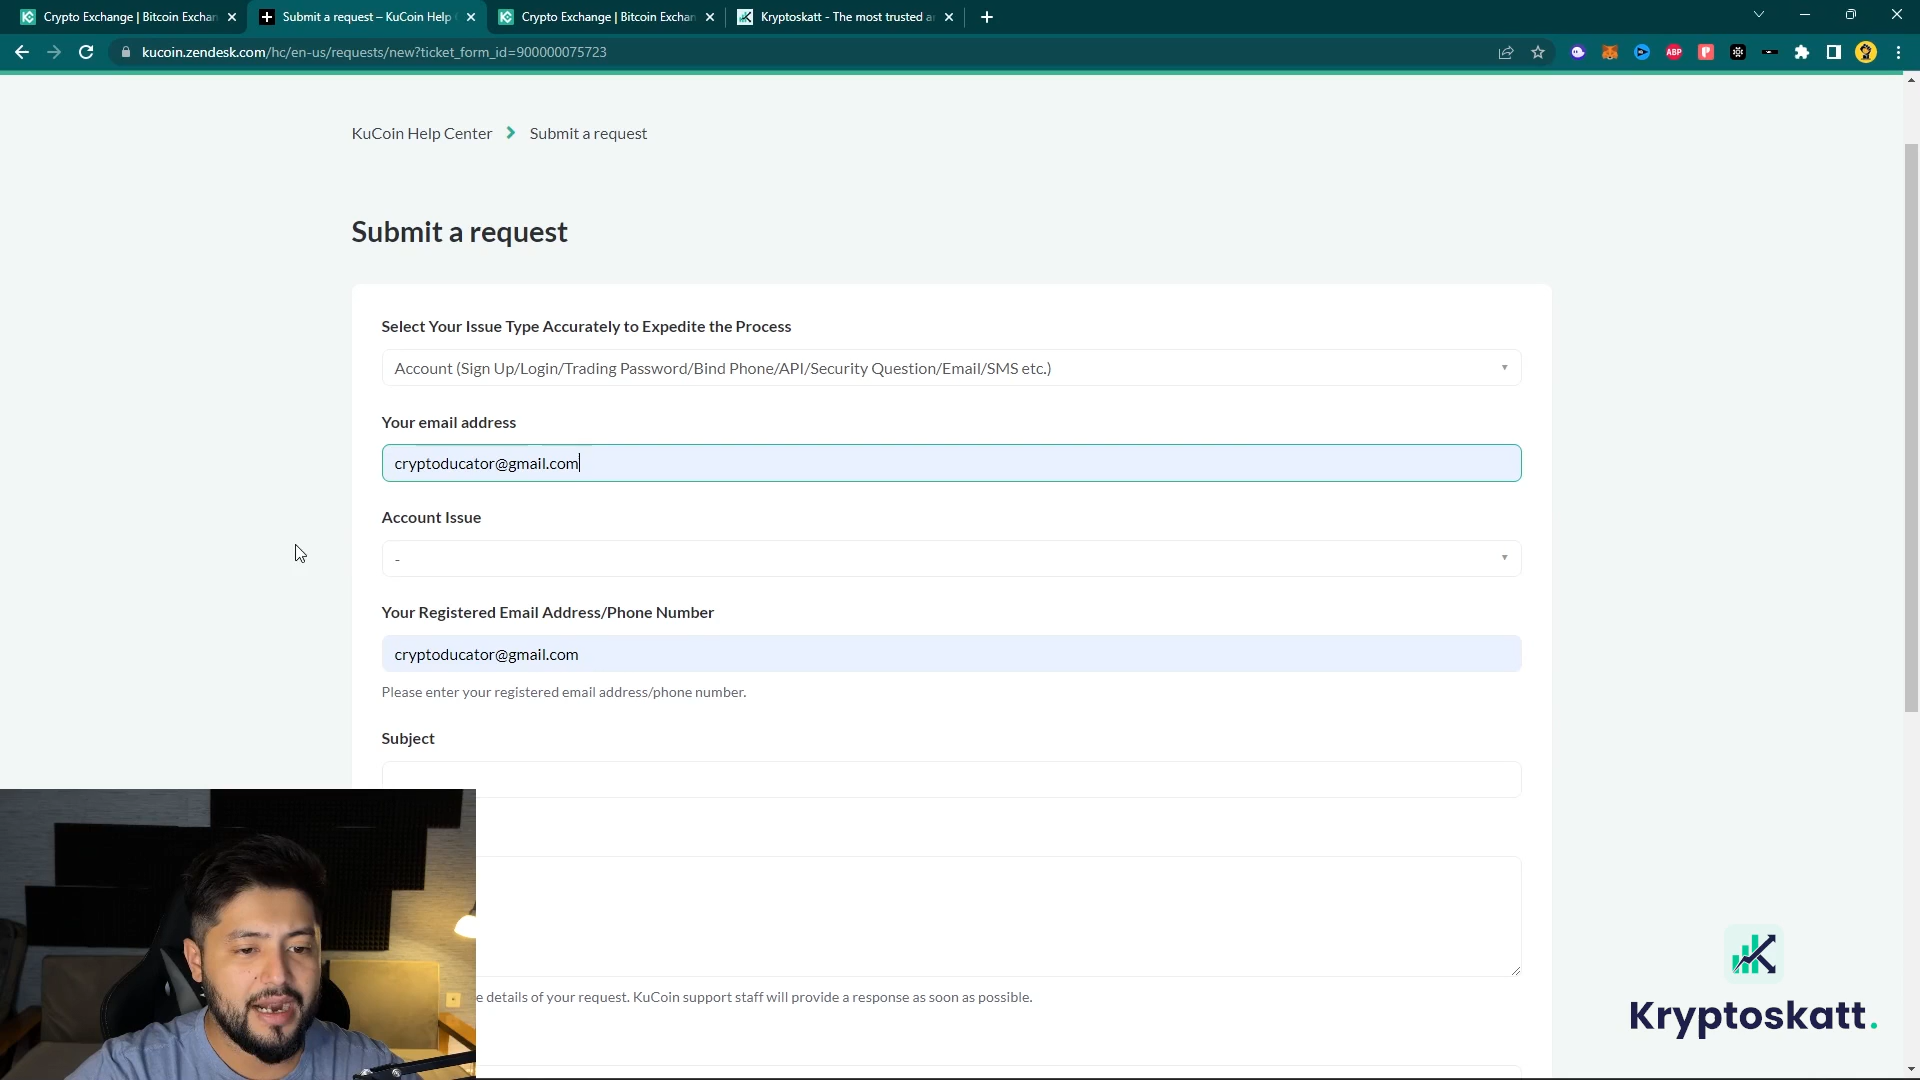 Crypto Exchange | Bitcoin Exchan
Submit a request – KuCoin Help
Crypto Exchange | Bitcoin Exchan
Kryptoskatt - The most trusted a
kucoin.zendesk.com/hc/en-us/requests/new?ticket_form_id=900000075723
ABP
KuCoin Help Center
Submit a request
Submit a request
Select Your Issue Type Accurately to Expedite the Process
Account (Sign Up/Login/Trading Password/Bind Phone/API/Security Question/Email/SMS etc.)
Your email address
cryptoducator@gmail.com
Account Issue
-
Your Registered Email Address/Phone Number
cryptoducator@gmail.com
Please enter your registered email address/phone number.
Subject
e details of your request. KuCoin support staff will provide a response as soon as possible.
Kryptoskatt.